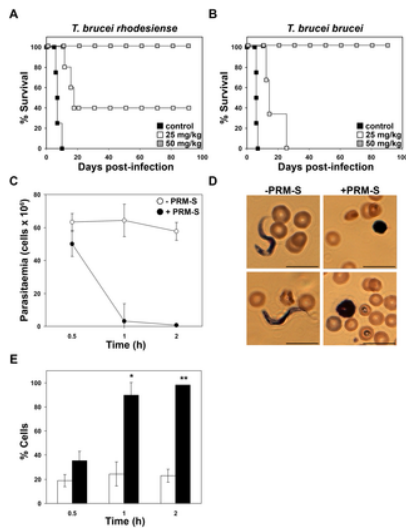 A
T. brucei rhodesiense
% Survival
100
80
60
40
20
0
0 20 40 60 80 100
control
25 mg/kg
50 mg/kg
Days post-infection
B
T. brucei brucei
% Survival
100
80
60
40
20
0
0 20 40 60 80 100
control
25 mg/kg
50 mg/kg
Days post-infection
C
- PRM-S
+ PRM-S
Parasitaemia (cells x 10⁶)
80
60
40
20
0
0.5 1 2
Time (h)
D
-PRM-S +PRM-S
E
* **
% Cells
100
80
60
40
20
0
0.5 1 2
Time (h)